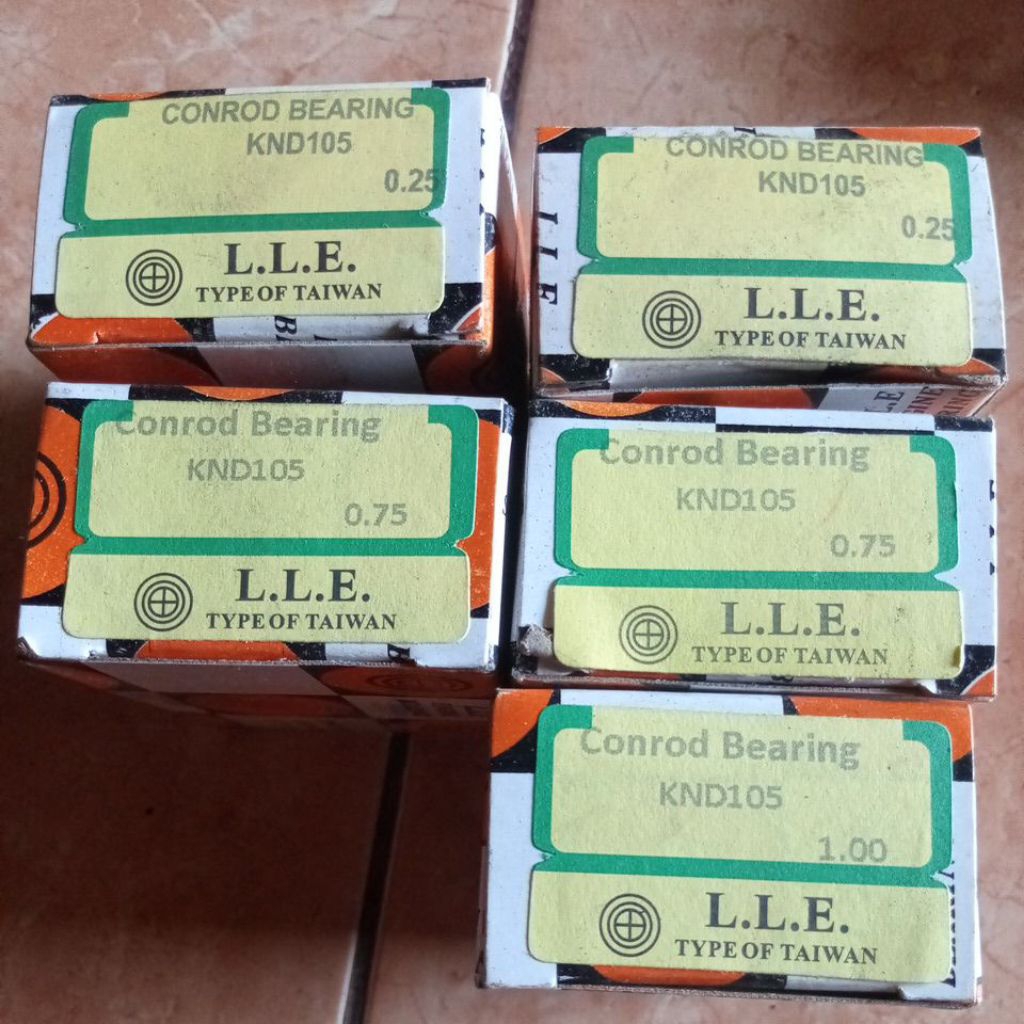 CONROD BEARING
KND105
0.25
L.L.E.
TYPE OF TAIWAN
CONROD BEARING
KND105
0.25
L.L.E.
TYPE OF TAIWAN
L L E
Conrod Bearing
KND105
0.75
L.L.E.
TYPE OF TAIWAN
Conrod Bearing
KND105
0.75
L.L.E.
TYPE OF TAIWAN
Conrod Bearing
KND105
1.00
L.L.E.
TYPE OF TAIWAN